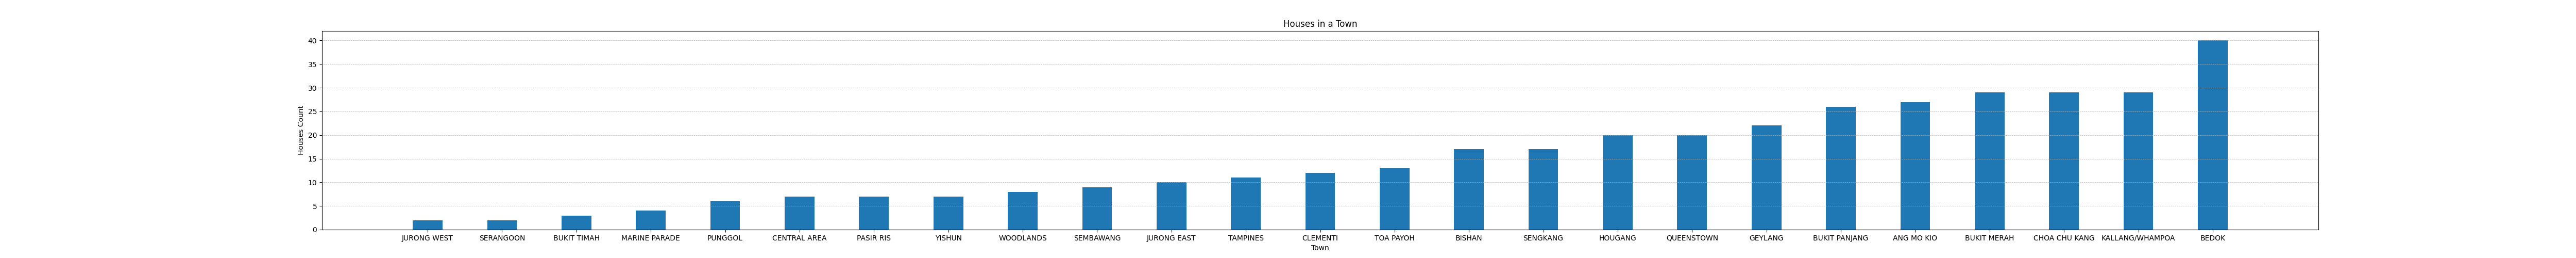 Houses in a Town
Houses Count
40
35
30
25
20
15
10
5
0
JURONG WEST SERANGOON BUKIT TIMAH MARINE PARADE PUNGGOL CENTRAL AREA PASIR RIS YISHUN WOODLANDS SEMBAWANG JURONG EAST TAMPINES CLEMENTI TOA PAYOH BISHAN SENGKANG HOUGANG QUEENSTOWN GEYLANG BUKIT PANJANG ANG MO KIO BUKIT MERAH CHOA CHU KANG KALLANG/WHAMPOA BEDOK
Town